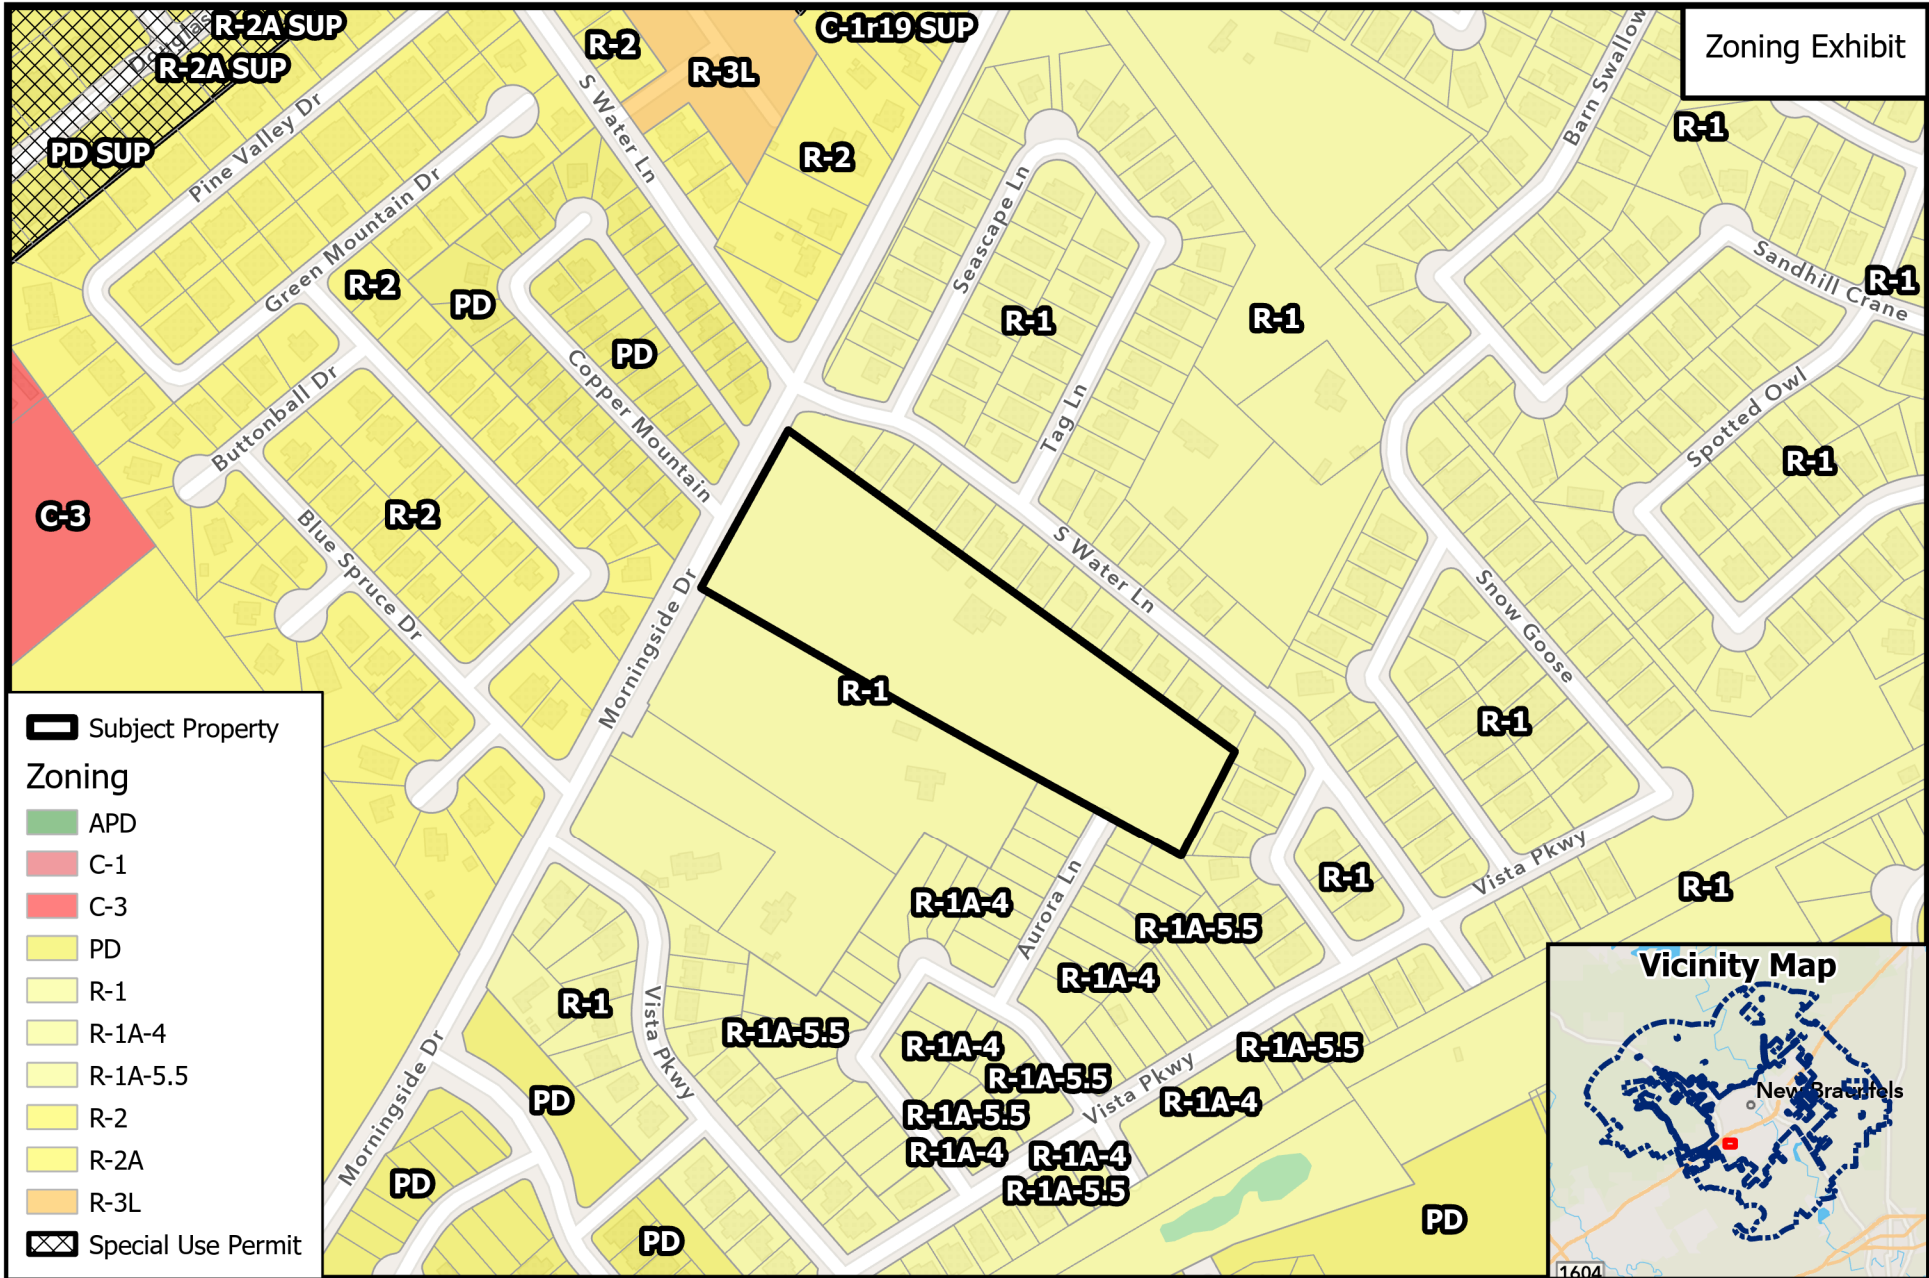 Zoning Exhibit
R-2A SUP
R-2A SUP
PD SUP
Douglas
R-2
R-3L
C-1r19 SUP
R-2
R-1
Barn Swallow
Pine Valley Dr
S Water Ln
Green Mountain Dr
R-2
PD
PD
Copper Mountain
Seascape Ln
R-1
R-1
Tag Ln
Sandhill Crane
R-1
Spotted Owl
R-1
Buttonball Dr
C-3
R-2
Blue Spruce Dr
Morningside Dr
S Water Ln
Snow Goose
R-1
R-1
R-1
Vista Pkwy
R-1
R-1A-4
Aurora Ln
R-1A-5.5
R-1A-4
R-1
Vista Pkwy
R-1A-5.5
R-1A-4
R-1A-5.5
R-1A-5.5
R-1A-4
R-1A-5.5
R-1A-4
Vista Pkwy
R-1A-4
R-1A-5.5
Morningside Dr
PD
PD
PD
PD
Subject Property
Zoning
APD
C-1
C-3
PD
R-1
R-1A-4
R-1A-5.5
R-2
R-2A
R-3L
Special Use Permit
Vicinity Map
New Braunfels
1604